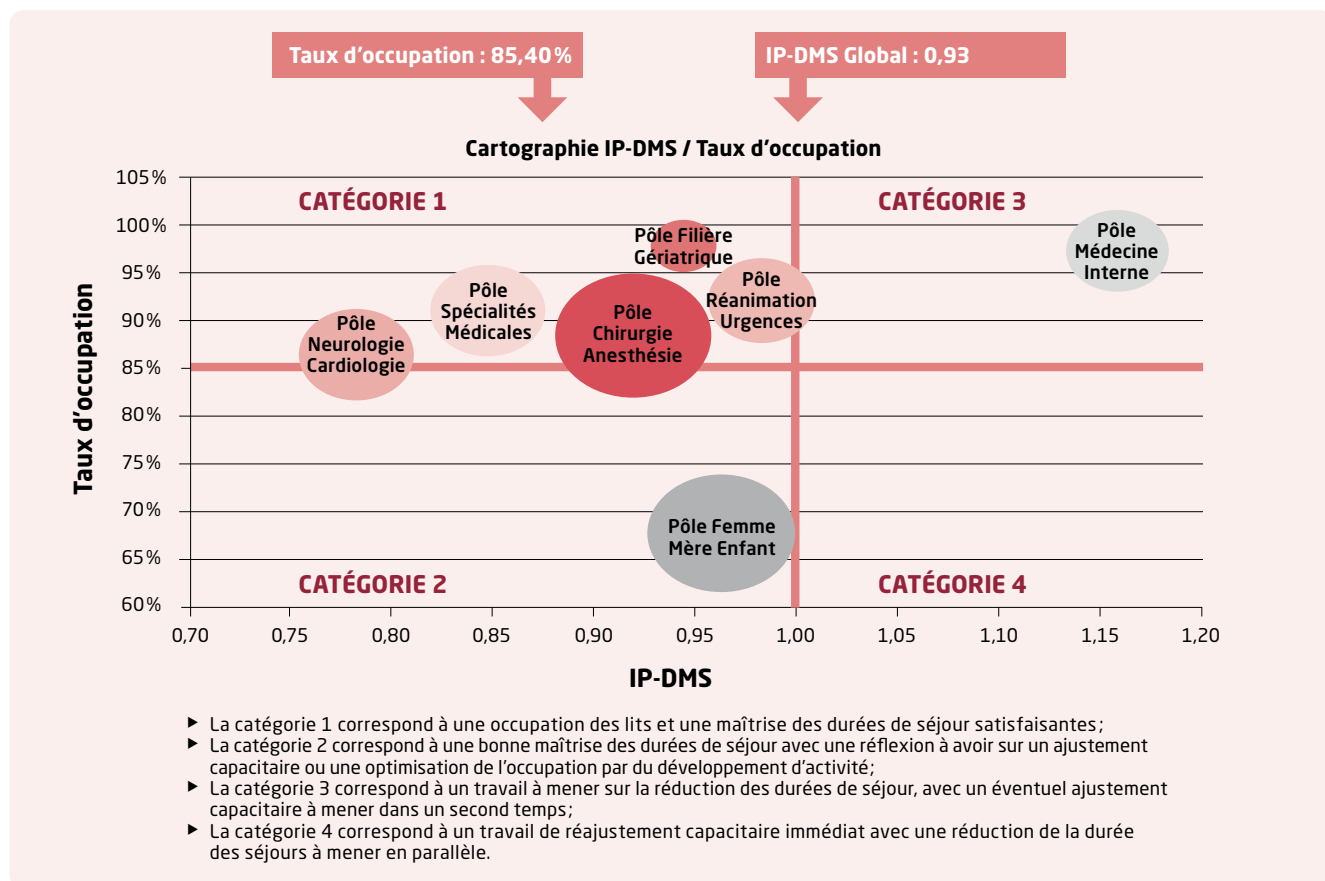 Taux d'occupation : 85,40 %
IP-DMS Global : 0,93
Cartographie IP-DMS / Taux d'occupation
105 %
100 %
95 %
90 %
85 %
80 %
75 %
70 %
65 %
60 %
Taux d'occupation
CATÉGORIE 1
CATÉGORIE 3
Pôle Filière
Gériatrique
Pôle
Médecine
Interne
Pôle
Réanimation
Urgences
Pôle
Spécialités
Médicales
Pôle
Chirurgie
Anesthésie
Pôle
Neurologie
Cardiologie
Pôle Femme
Mère Enfant
CATÉGORIE 2
CATÉGORIE 4
0,70
0,75
0,80
0,85
0,90
0,95
1,00
1,05
1,10
1,15
1,20
IP-DMS
▶ La catégorie 1 correspond à une occupation des lits et une maîtrise des durées de séjour satisfaisantes ;
▶ La catégorie 2 correspond à une bonne maîtrise des durées de séjour avec une réflexion à avoir sur un ajustement
capacitaire ou une optimisation de l'occupation par du développement d'activité ;
▶ La catégorie 3 correspond à un travail à mener sur la réduction des durées de séjour, avec un éventuel ajustement
capacitaire à mener dans un second temps ;
▶ La catégorie 4 correspond à un travail de réajustement capacitaire immédiat avec une réduction de la durée
des séjours à mener en parallèle.